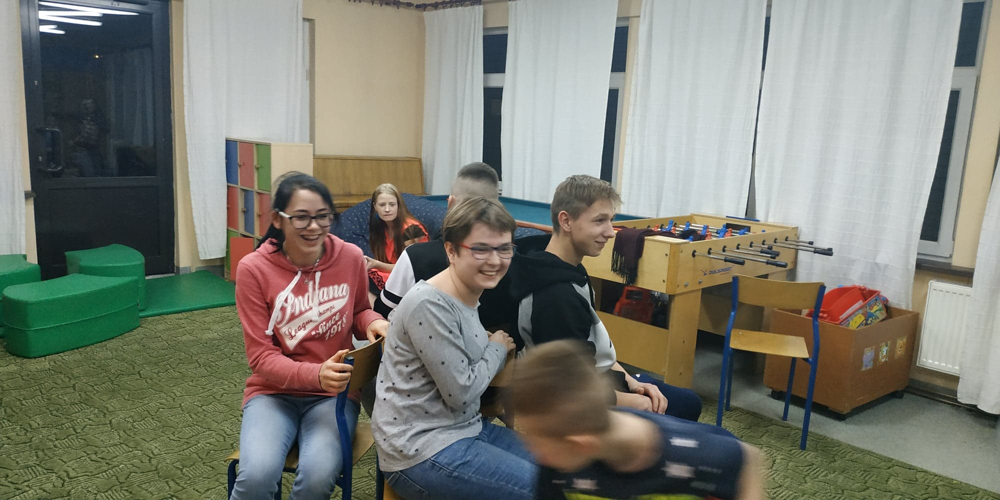 Indiana
League Champs
"Since
1978"
POLSPORT